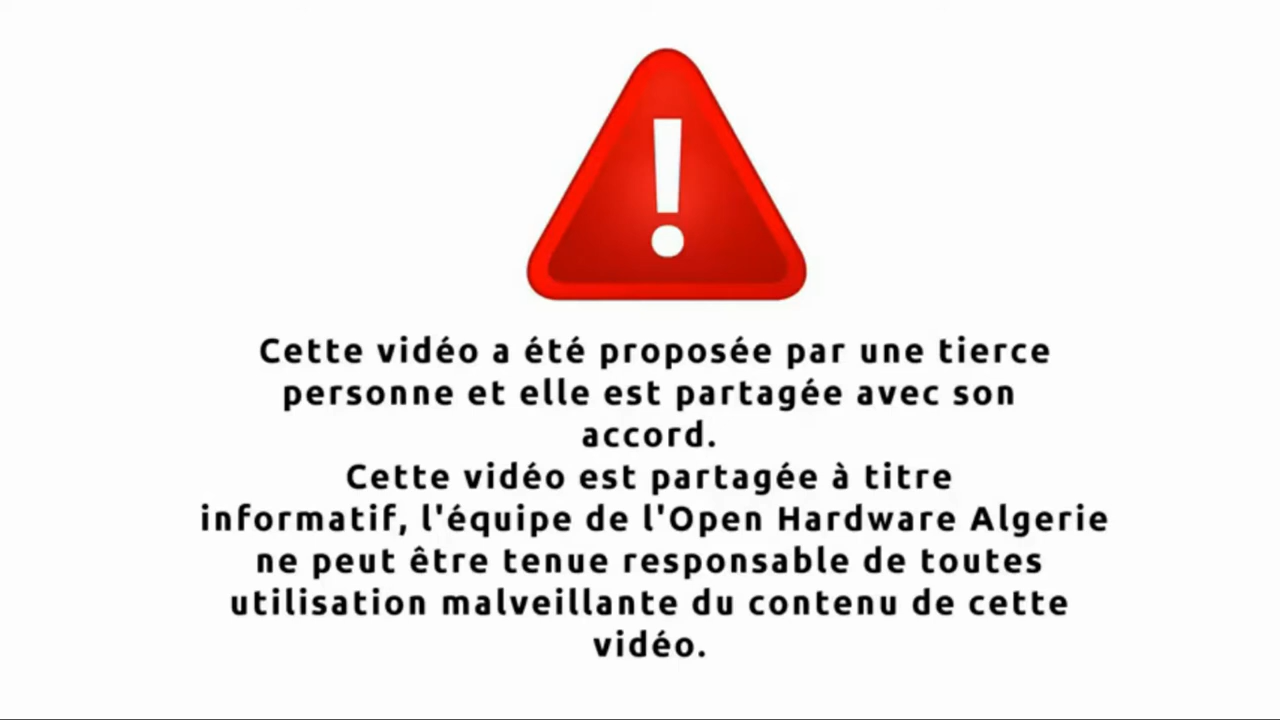 Cette vidéo a été proposée par une tierce
personne et elle est partagée avec son
accord.
Cette vidéo est partagée à titre
informatif, l'équipe de l'Open Hardware Algerie
ne peut être tenue responsable de toutes
utilisation malveillante du contenu de cette
vidéo.